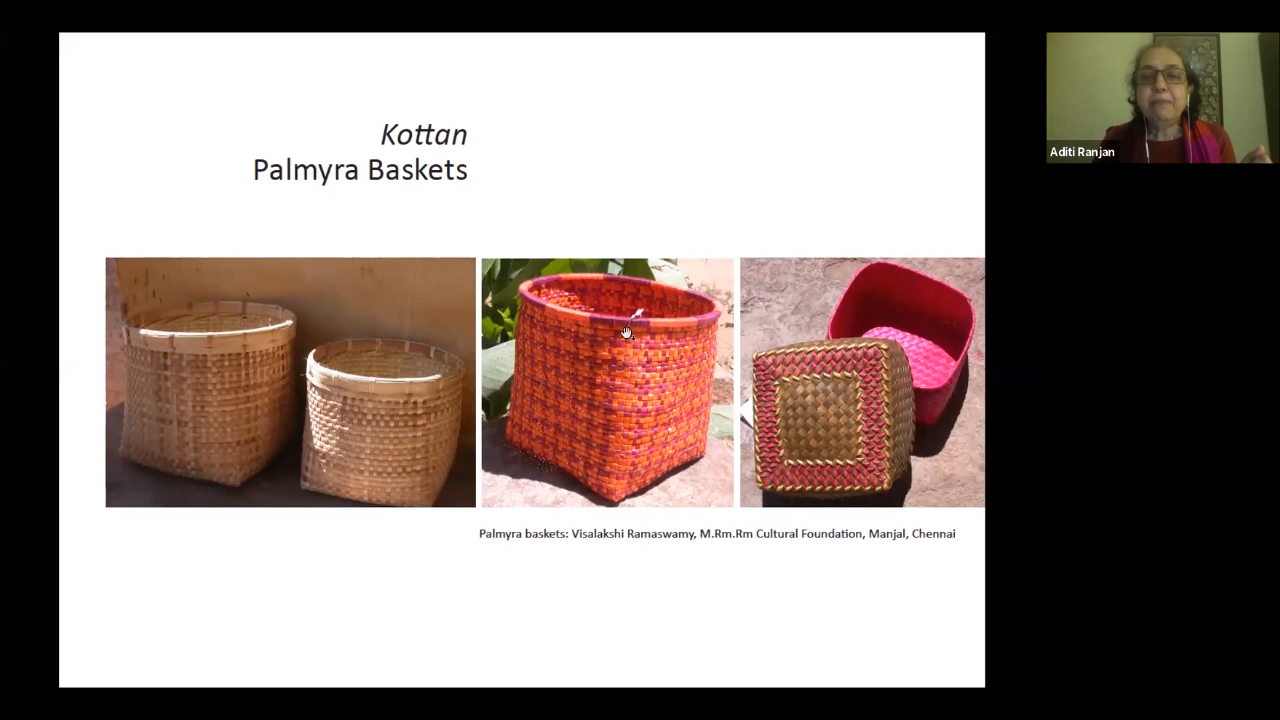 Kottan
Palmyra Baskets
Aditi Ranjan
Palmyra baskets: Visalakshi Ramaswamy, M.Rm.Rm Cultural Foundation, Manjal, Chennai